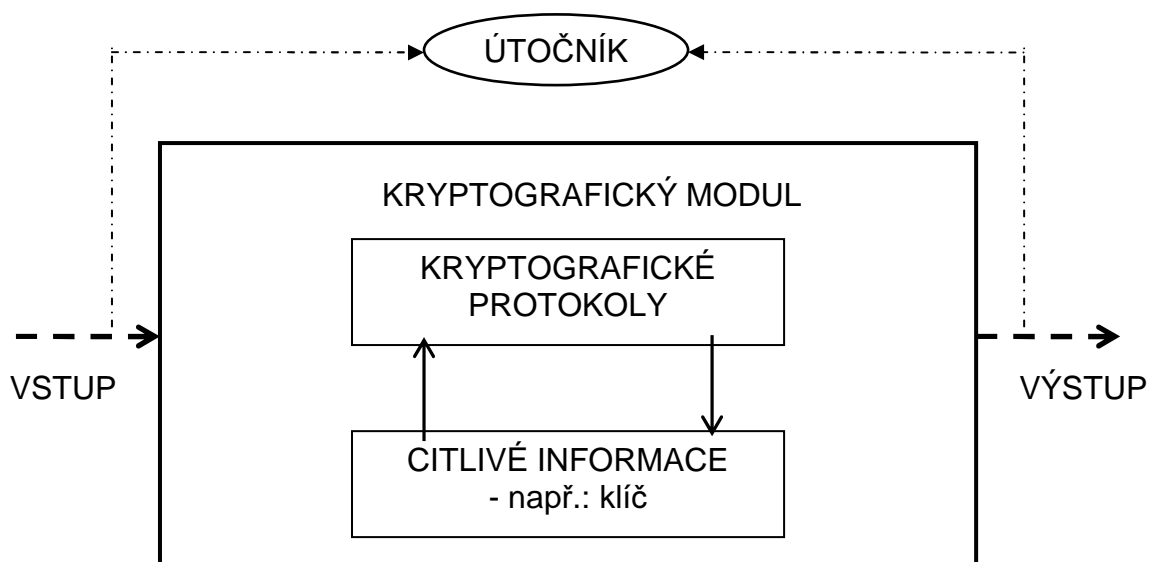 ÚTOČNÍK
KRYPTOGRAFICKÝ MODUL
KRYPTOGRAFICKÉ
PROTOKOLY
VSTUP
VÝSTUP
CITLIVÉ INFORMACE
- např.: klíč